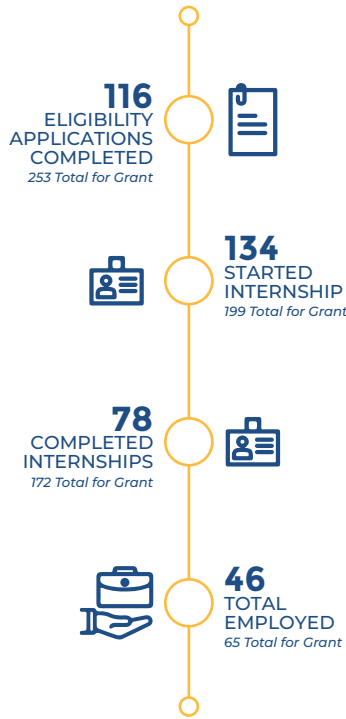 116
ELIGIBILITY
APPLICATIONS
COMPLETED
253 Total for Grant
134
STARTED
INTERNSHIP
199 Total for Grant
78
COMPLETED
INTERNSHIPS
172 Total for Grant
46
TOTAL
EMPLOYED
65 Total for Grant